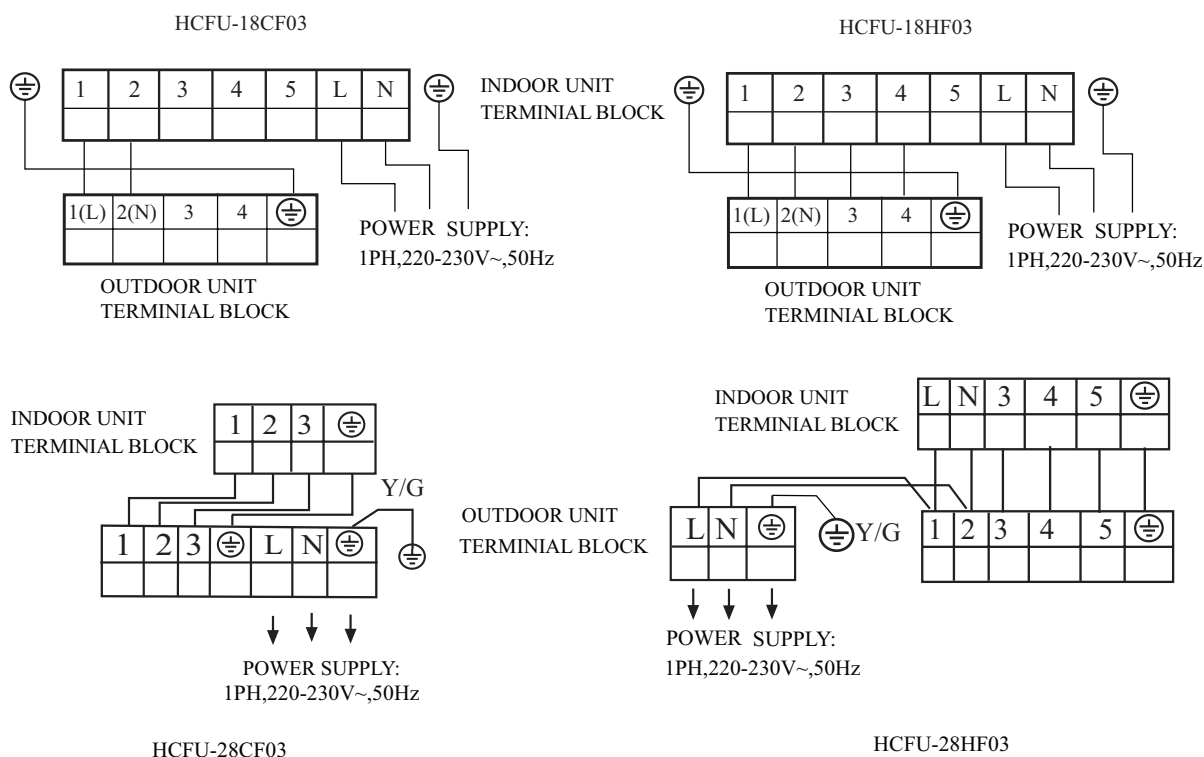 HCFU-18CF03
1 2 3 4 5 L N
INDOOR UNIT
TERMINIAL BLOCK
1(L) 2(N) 3 4
POWER SUPPLY:
1PH,220-230V~,50Hz
OUTDOOR UNIT
TERMINIAL BLOCK
HCFU-18HF03
1 2 3 4 5 L N
1(L) 2(N) 3 4
POWER SUPPLY:
1PH,220-230V~,50Hz
OUTDOOR UNIT
TERMINIAL BLOCK
INDOOR UNIT
TERMINIAL BLOCK
1 2 3
Y/G
1 2 3 L N
OUTDOOR UNIT
TERMINIAL BLOCK
POWER SUPPLY:
1PH,220-230V~,50Hz
HCFU-28CF03
INDOOR UNIT
TERMINIAL BLOCK
L N 3 4 5
L N
Y/G
1 2 3 4 5
POWER SUPPLY:
1PH,220-230V~,50Hz
HCFU-28HF03